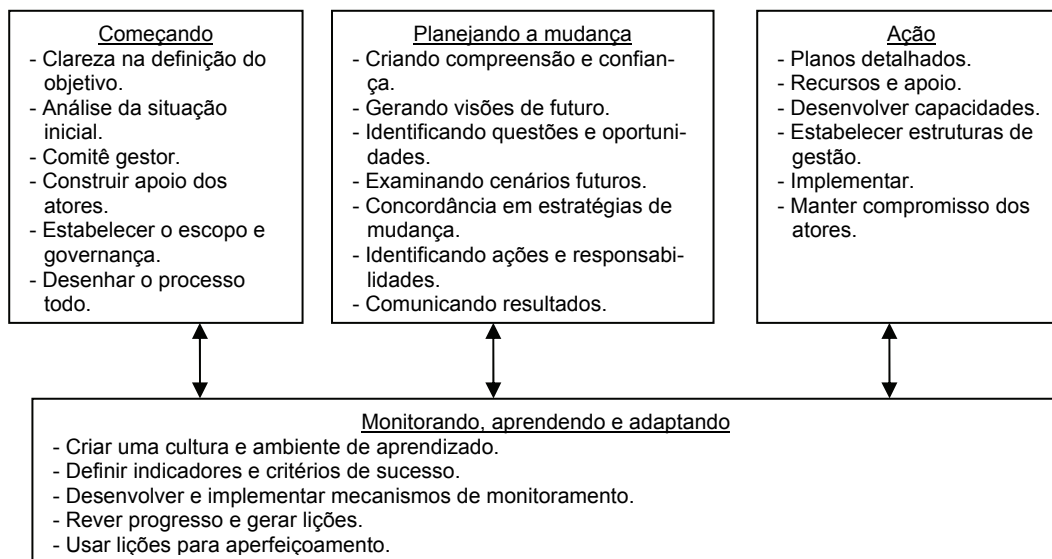 Começando
- Clareza na definição do
objetivo.
- Análise da situação
inicial.
- Comitê gestor.
- Construir apoio dos
atores.
- Estabelecer o escopo e
governança.
- Desenhar o processo
todo.
Planejando a mudança
- Criando compreensão e confian-
ça.
- Gerando visões de futuro.
- Identificando questões e oportuni-
dades.
- Examinando cenários futuros.
- Concordância em estratégias de
mudança.
- Identificando ações e responsabi-
lidades.
- Comunicando resultados.
Ação
- Planos detalhados.
- Recursos e apoio.
- Desenvolver capacidades.
- Estabelecer estruturas de
gestão.
- Implementar.
- Manter compromisso dos
atores.
Monitorando, aprendendo e adaptando
- Criar uma cultura e ambiente de aprendizado.
- Definir indicadores e critérios de sucesso.
- Desenvolver e implementar mecanismos de monitoramento.
- Rever progresso e gerar lições.
- Usar lições para aperfeiçoamento.